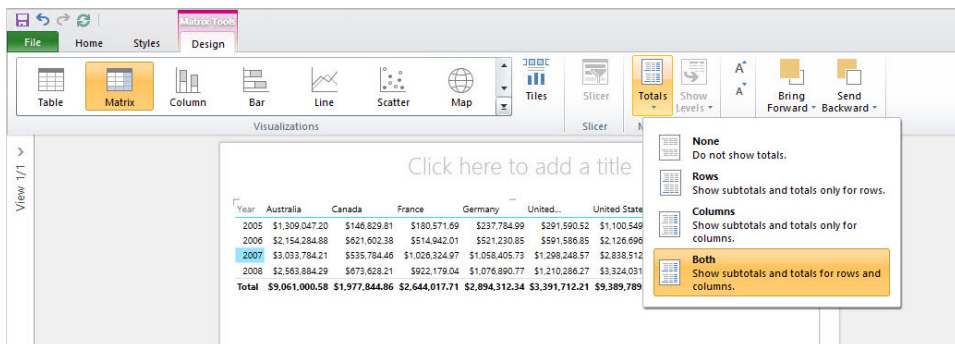 Matrix Tools
File Home Styles Design
Table Matrix Column Bar Line Scatter Map Tiles Slicer Totals Show Levels Bring Forward Send Backward
Visualizations Slicer
A A
View 1/1
Click here to add a title
None
Do not show totals.
Rows
Show subtotals and totals only for rows.
Columns
Show subtotals and totals only for
columns.
Both
Show subtotals and totals for rows and
columns.
Year Australia Canada France Germany United... United State
2005 $1,309,047.20 $146,829.81 $180,571.69 $237,784.99 $291,590.52 $1,100,549
2006 $2,154,284.88 $621,602.38 $514,942.01 $521,230.85 $591,586.85 $2,126,696
2007 $3,033,784.21 $535,784.46 $1,026,324.97 $1,058,405.73 $1,298,248.57 $2,838,512
2008 $2,563,884.29 $673,628.21 $922,179.04 $1,076,890.77 $1,210,286.27 $3,324,031
Total $9,061,000.58 $1,977,844.86 $2,644,017.71 $2,894,312.34 $3,391,712.21 $9,389,789